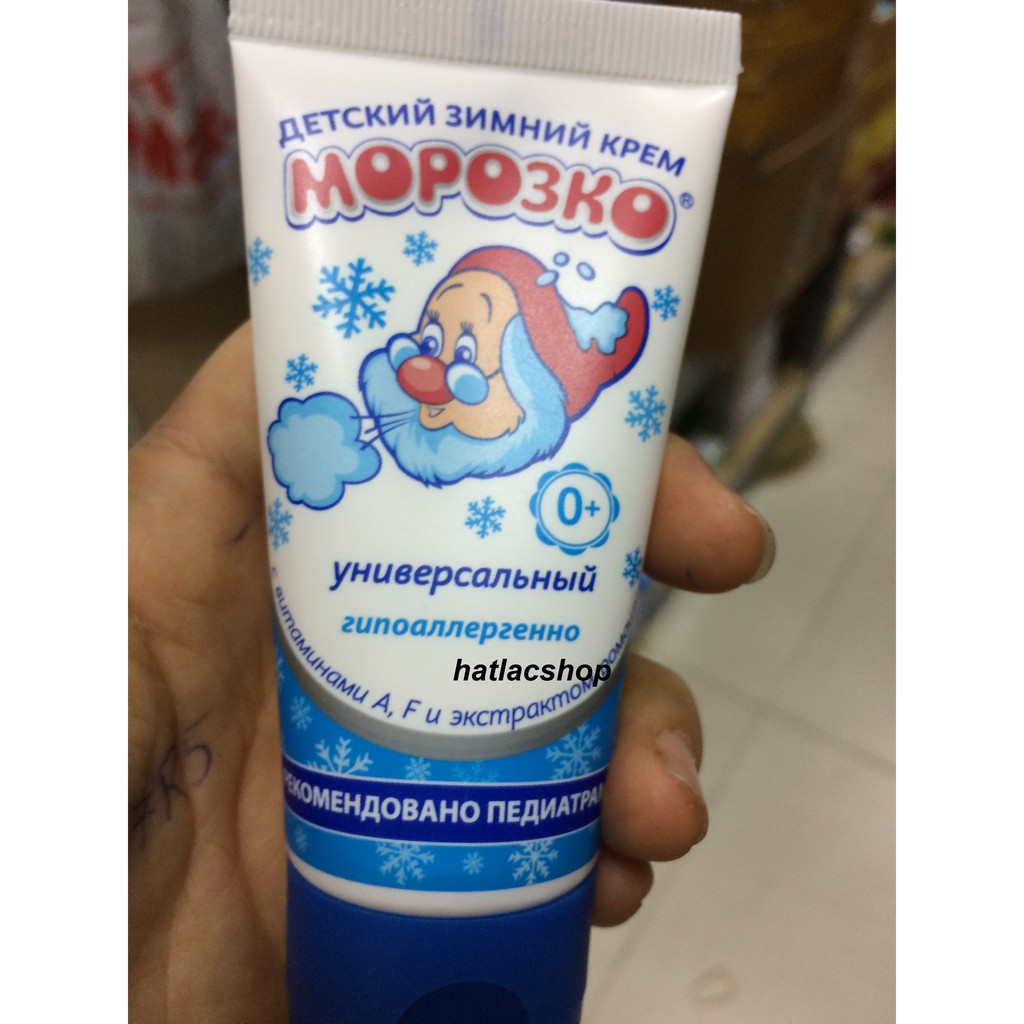 ДЕТСКИЙ ЗИМНИЙ КРЕМ
МОРОЗКО®
0+
универсальный
гипоаллергенно
hatlacshop
с витаминами A, F и экстрактом
РЕКОМЕНДОВАНО ПЕДИАТРАМ